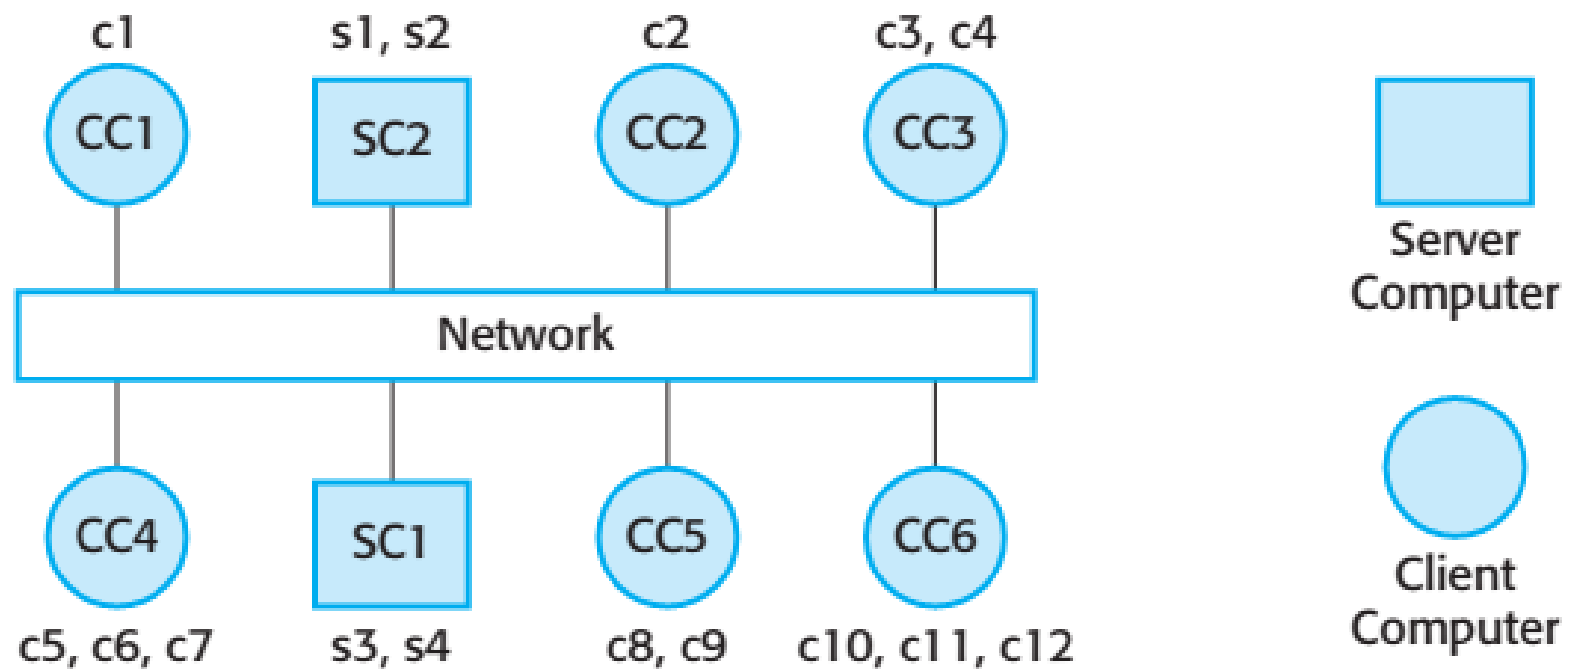 c1
s1, s2
c2
c3, c4
CC1
SC2
CC2
CC3
Network
CC4
SC1
CC5
CC6
c5, c6, c7
s3, s4
c8, c9
c10, c11, c12
Server
Computer
Client
Computer